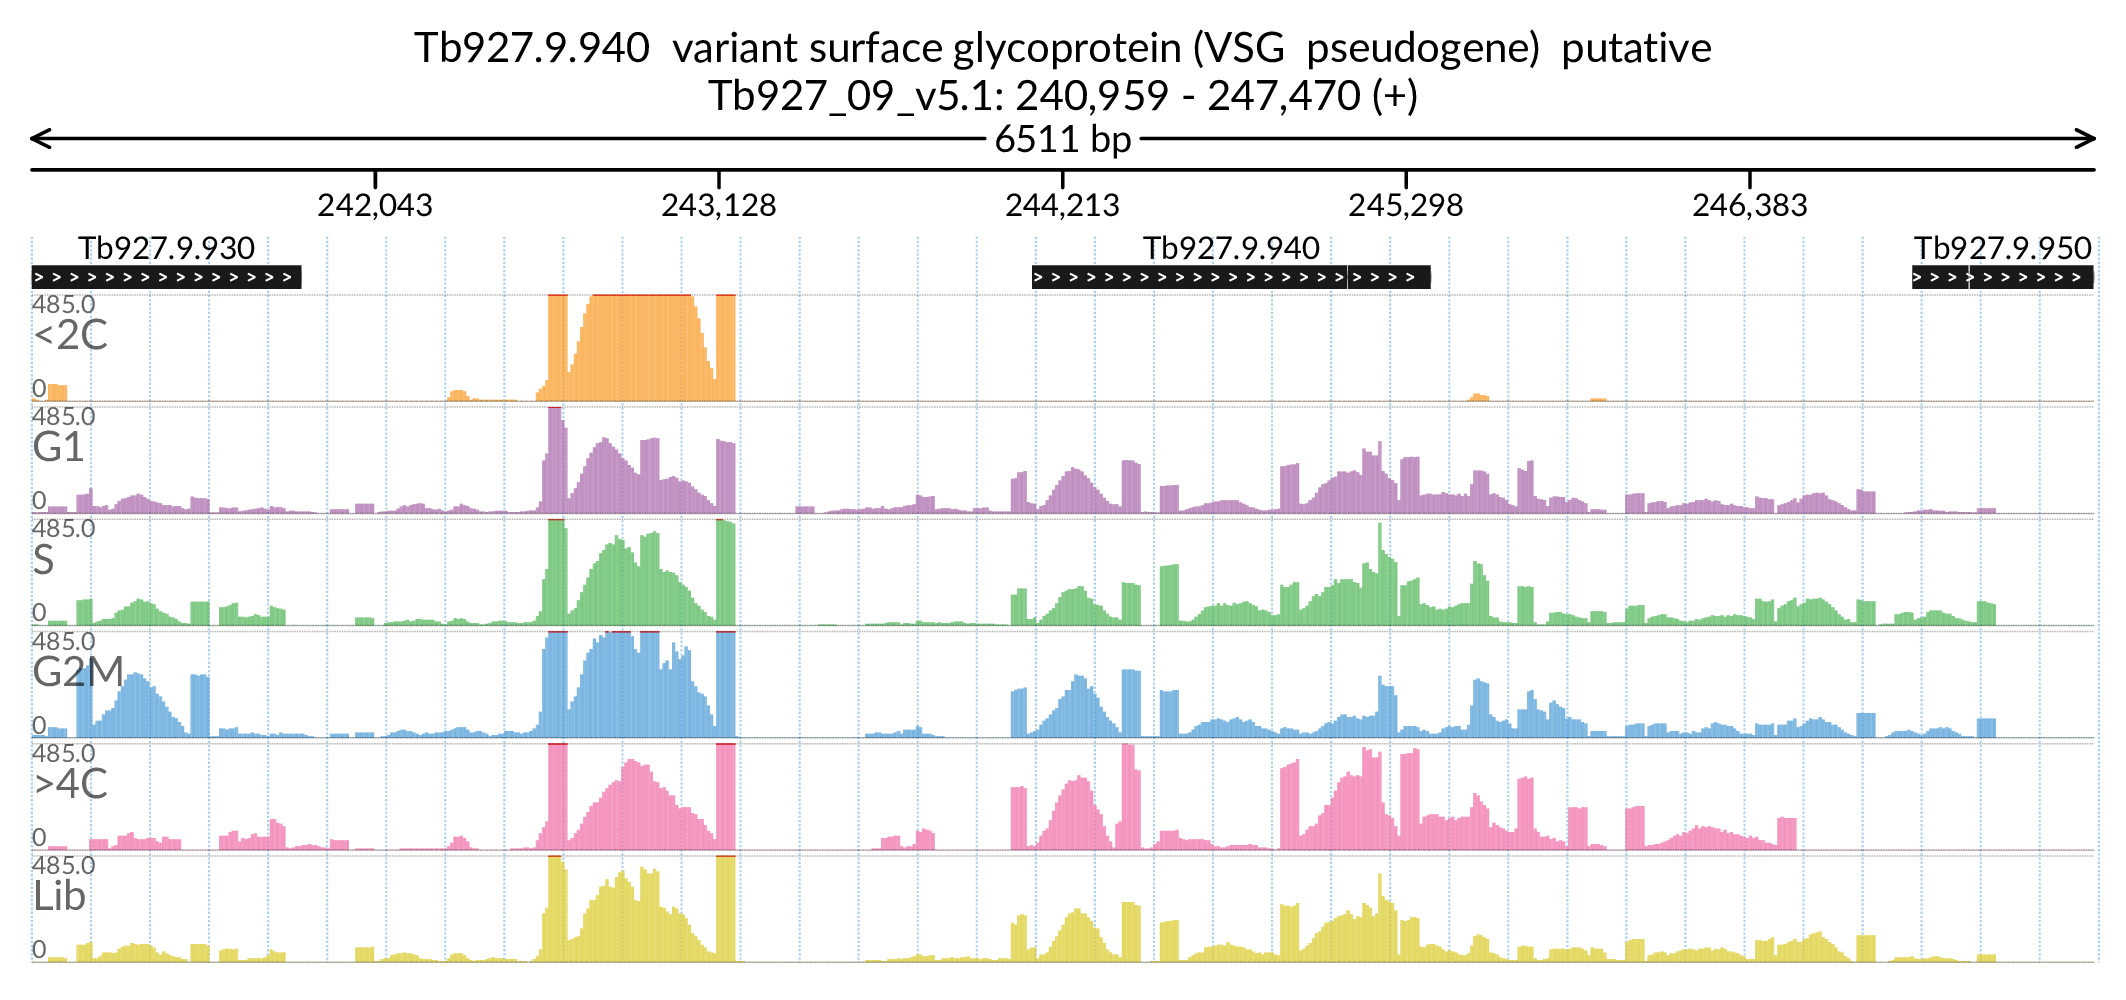 Tb927.9.940 variant surface glycoprotein (VSG pseudogene) putative
Tb927_09_v5.1: 240,959 - 247,470 (+)
6511 bp
242,043 243,128 244,213 245,298 246,383
Tb927.9.930 Tb927.9.940 Tb927.9.950
485.0
<2C
0
485.0
G1
0
485.0
S
0
485.0
G2M
0
485.0
>4C
0
485.0
Lib
0